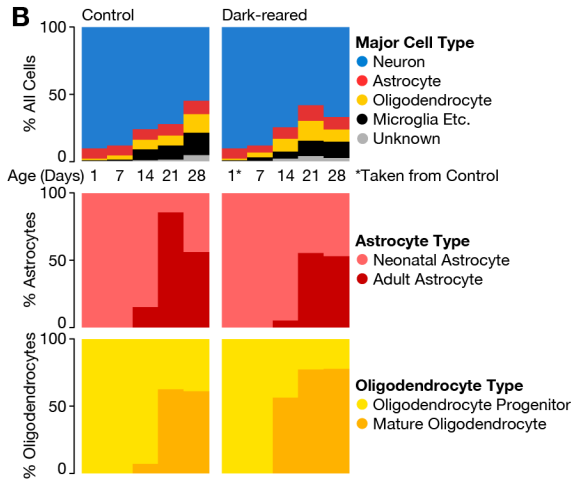 B
Control
Dark-reared
100
50
0
% All Cells
Major Cell Type
Neuron
Astrocyte
Oligodendrocyte
Microglia Etc.
Unknown
Age (Days) 1 7 14 21 28 1* 7 14 21 28 *Taken from Control
100
50
0
% Astrocytes
Astrocyte Type
Neonatal Astrocyte
Adult Astrocyte
100
50
0
% Oligodendrocytes
Oligodendrocyte Type
Oligodendrocyte Progenitor
Mature Oligodendrocyte